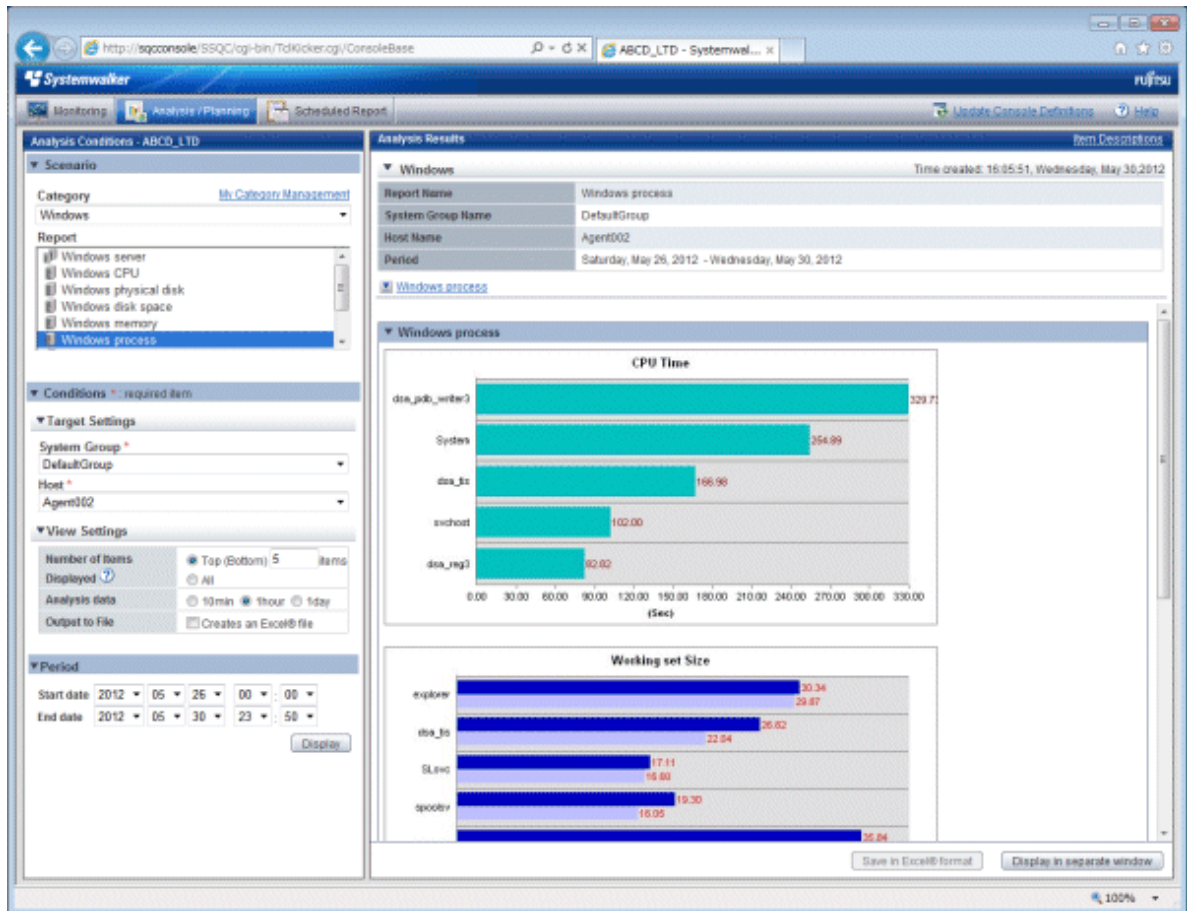 http://sqcconsole/SSQC/cgi-bin/TclKicker.cgi/ConsoleBase
ABCD_LTD - Systemwal...
Systemwalker
FUJITSU
Monitoring
Analysis / Planning
Scheduled Report
Update Console Definitions
Help
Analysis Conditions - ABCD_LTD
Scenario
Category My Category Management
Windows
Report
Windows server
Windows CPU
Windows physical disk
Windows disk space
Windows memory
Windows process
Conditions * : required item
Target Settings
System Group *
DefaultGroup
Host *
Agent002
View Settings
Number of Items Top (Bottom) 5 items
Displayed All
Analysis data 10min 1hour 1day
Output to File Creates an Excel® file
Period
Start date 2012 05 26 00 : 00
End date 2012 05 30 23 : 50
Display
Analysis Results Item Descriptions
Windows Time created: 16:05:51, Wednesday, May 30,2012
Report Name Windows process
System Group Name DefaultGroup
Host Name Agent002
Period Saturday, May 26, 2012 - Wednesday, May 30, 2012
Windows process
Windows process
CPU Time
dsa_pdb_writer3 329.7
System 254.89
dsa_tis 166.98
svchost 102.00
dsa_reg3 82.82
0.00 30.00 60.00 90.00 120.00 150.00 180.00 210.00 240.00 270.00 300.00 330.00
(Sec)
Working set Size
explorer 30.34
29.87
dsa_tis 26.82
22.04
SLsvc 17.11
spoolsv 19.30
16.05
35.84
Save in Excel® format
Display in separate window
100%